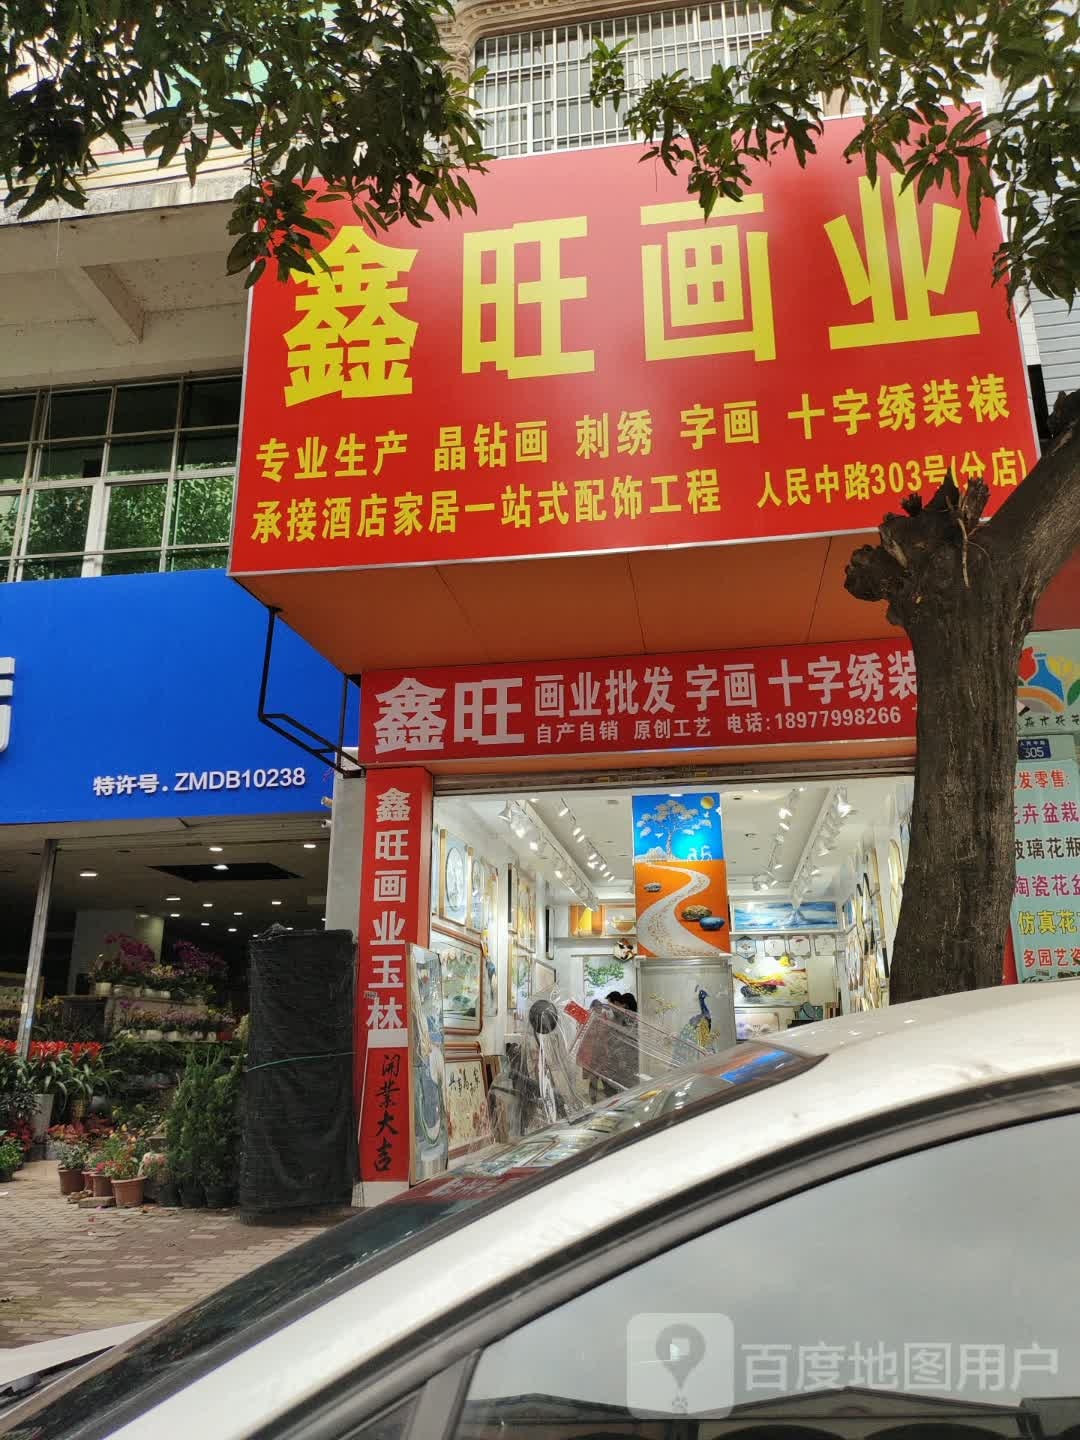 鑫旺画业
专业生产 晶钻画 刺绣 字画 十字绣装裱
承接酒店家居一站式配饰工程 人民中路303号(分店)
鑫旺 画业批发 字画 十字绣装
自产自销 原创工艺 电话:18977998266
特许号.ZMDB10238
鑫旺画业玉林
開業大吉
305
发零售:
卉盆栽
玻璃花瓶
陶瓷花盆
仿真花
多园艺资
百度地图用户